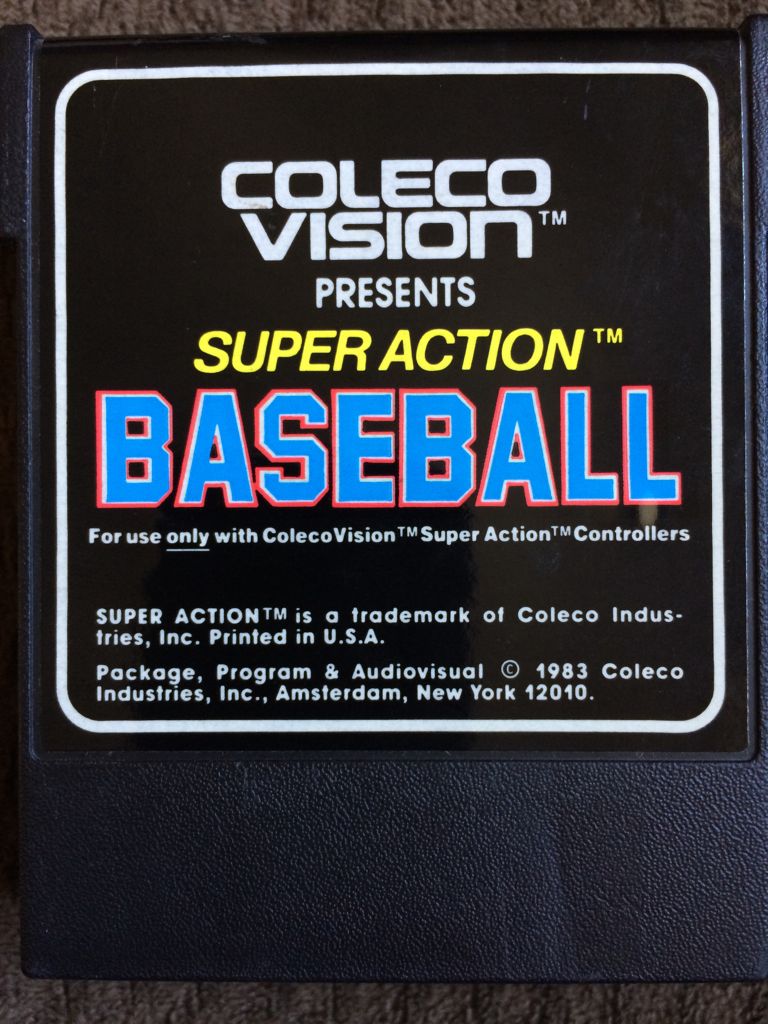 COLECO
VISION™
PRESENTS
SUPER ACTION™
BASEBALL
For use only with ColecoVision™ Super Action™ Controllers
SUPER ACTION™ is a trademark of Coleco Indus-
tries, Inc. Printed in U.S.A.
Package, Program & Audiovisual © 1983 Coleco
Industries, Inc., Amsterdam, New York 12010.